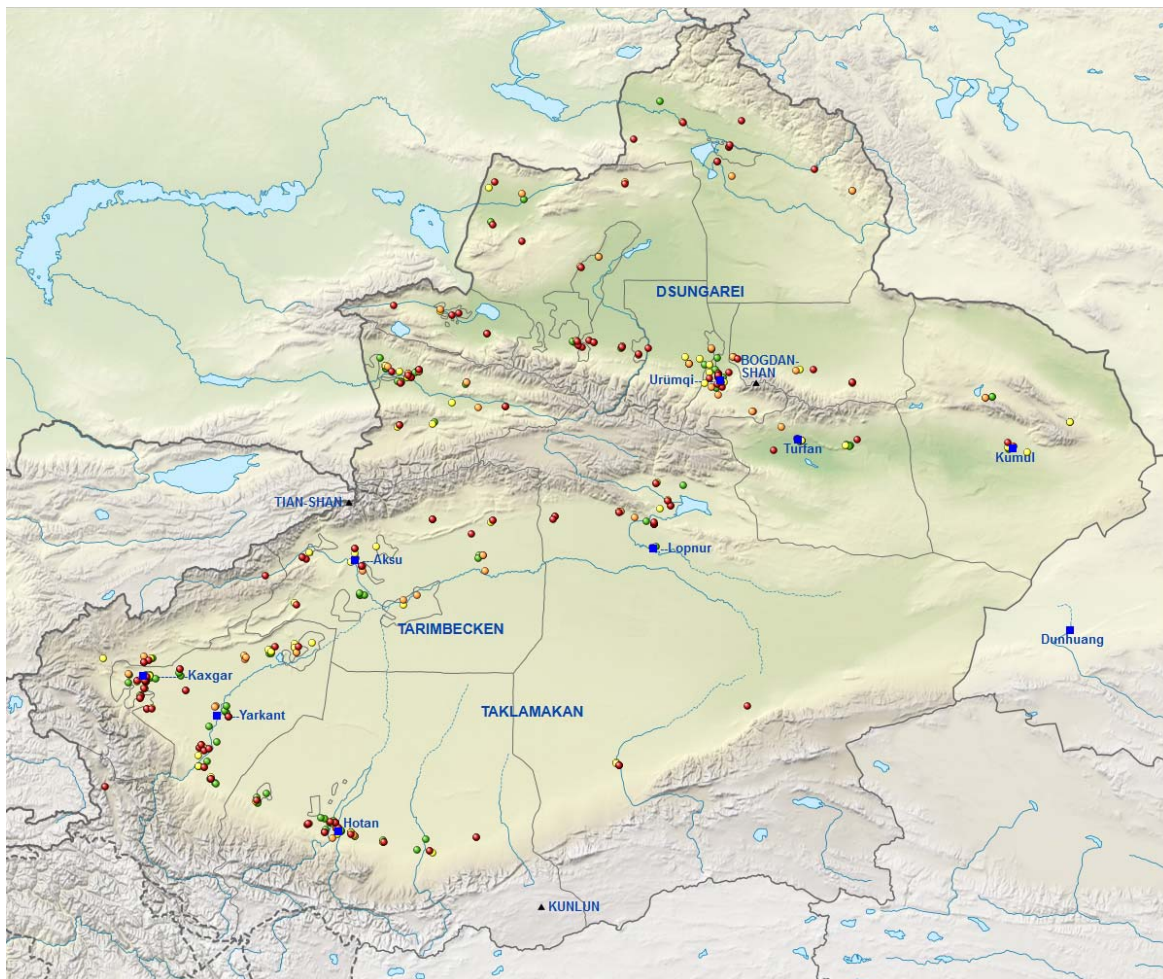 DSUNGAREI
BOGDAN-
SHAN
Urümqi
Turfan
Kumul
TIAN-SHAN
Aksu
Lopnur
TARIMBECKEN
Dunhuang
Kaxgar
Yarkant
TAKLAMAKAN
Hotan
KUNLUN